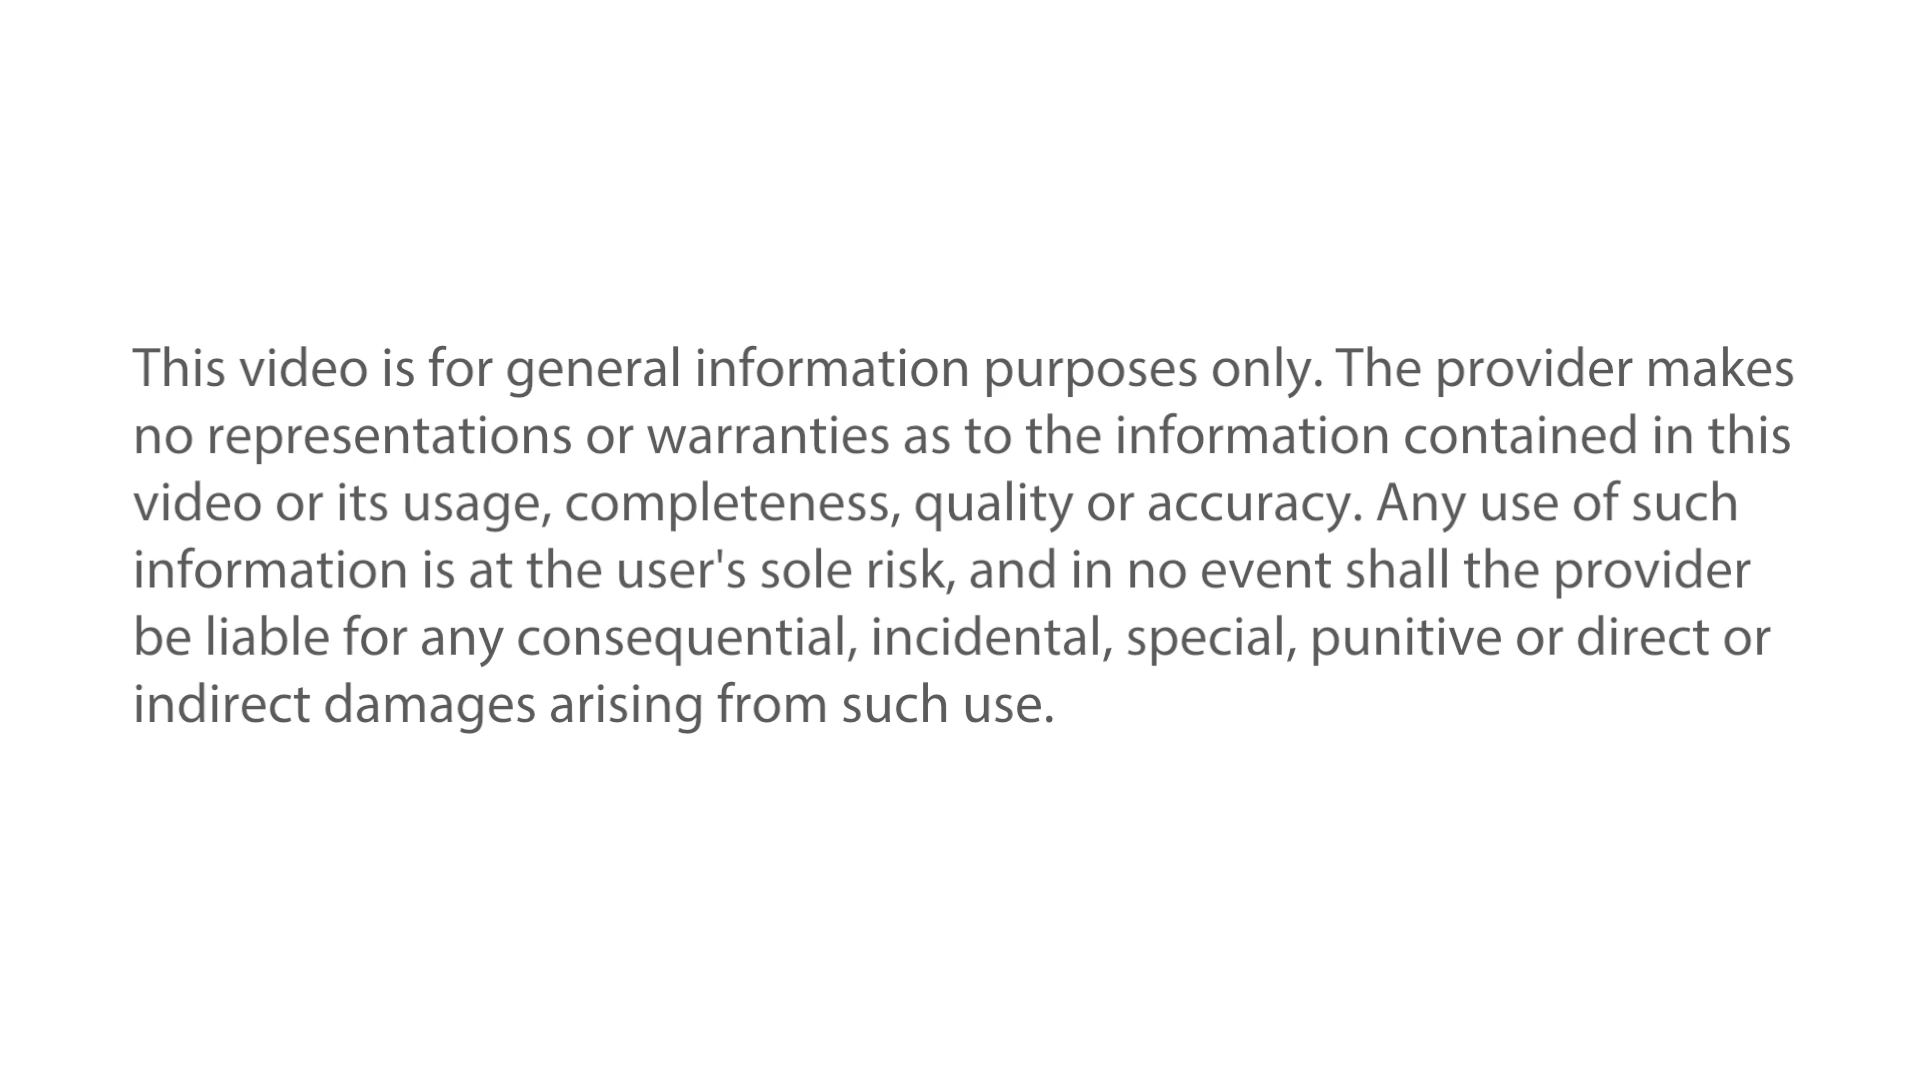 This video is for general information purposes only. The provider makes
no representations or warranties as to the information contained in this
video or its usage, completeness, quality or accuracy. Any use of such
information is at the user's sole risk, and in no event shall the provider
be liable for any consequential, incidental, special, punitive or direct or
indirect damages arising from such use.